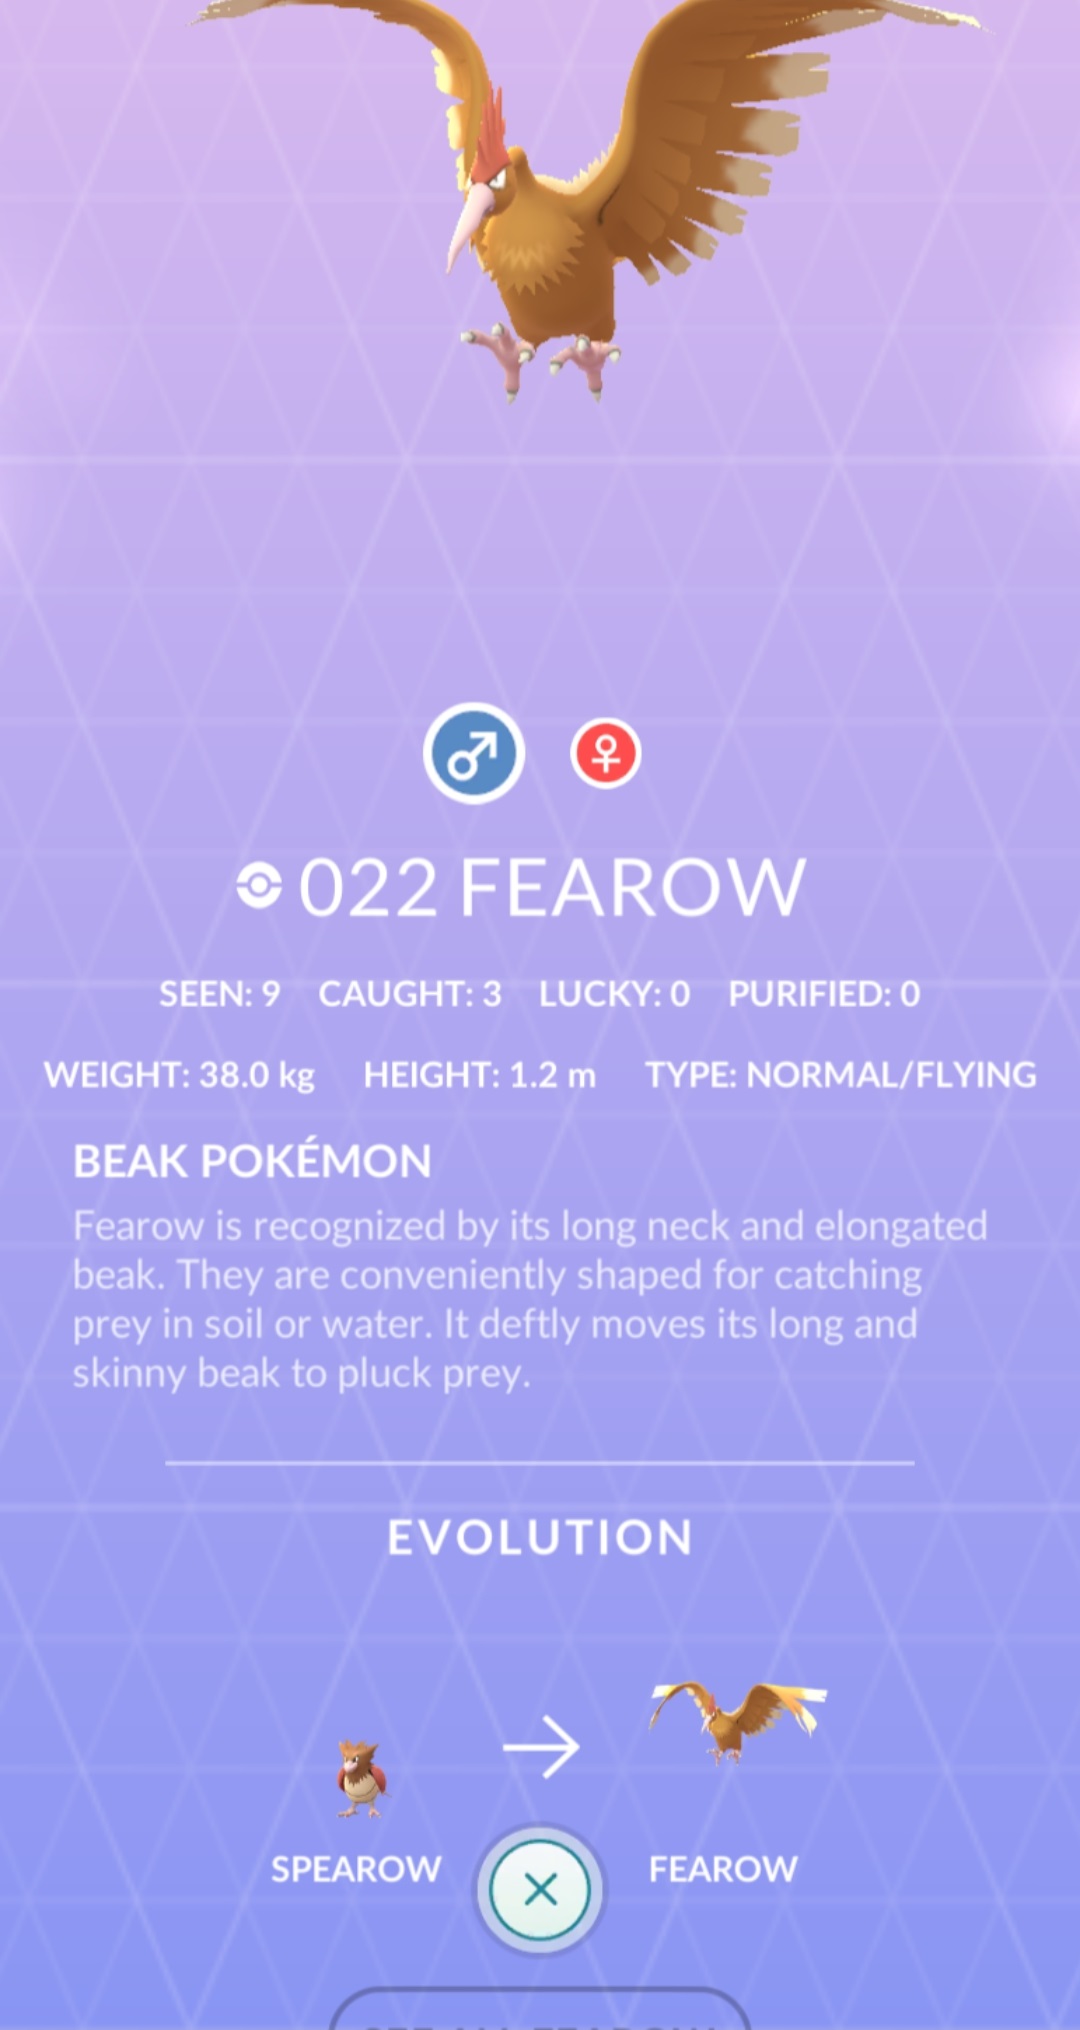 022 FEAROW
SEEN: 9 CAUGHT: 3 LUCKY: 0 PURIFIED: 0
WEIGHT: 38.0 kg HEIGHT: 1.2 m TYPE: NORMAL/FLYING
BEAK POKÉMON
Fearow is recognized by its long neck and elongated
beak. They are conveniently shaped for catching
prey in soil or water. It deftly moves its long and
skinny beak to pluck prey.
EVOLUTION
SPEAROW FEAROW